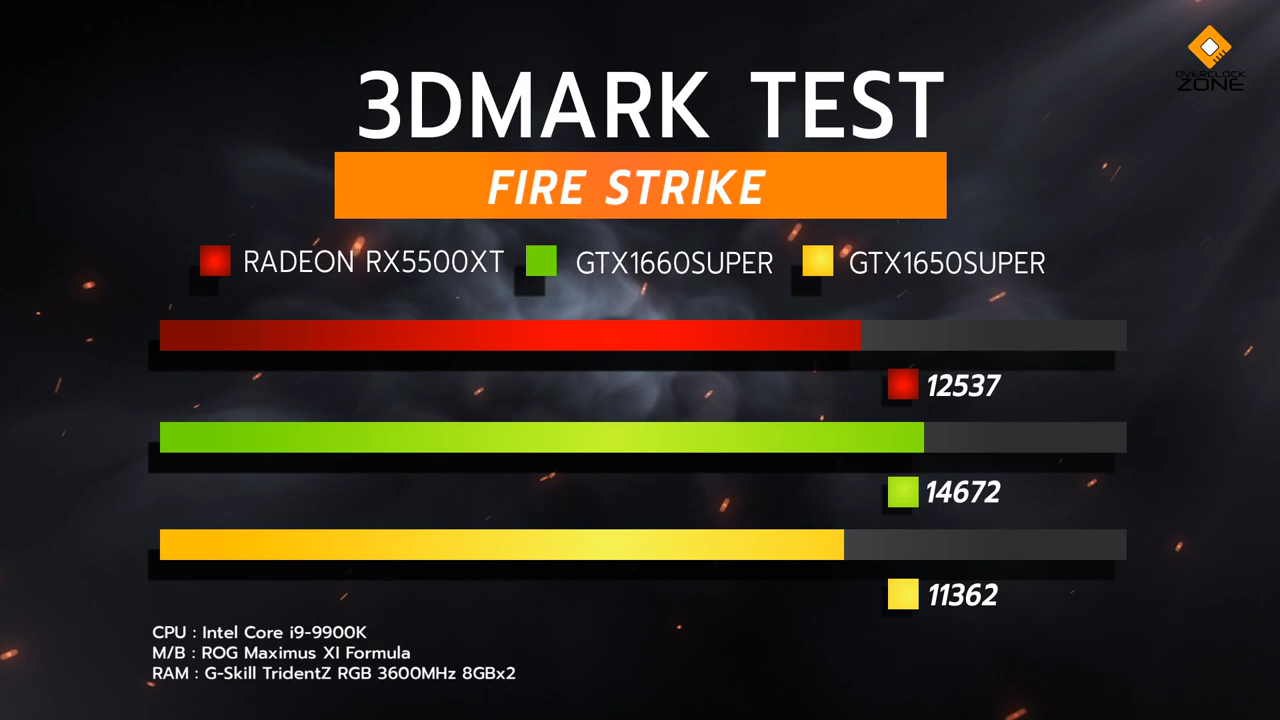 OVERCLOCK
ZONE
3DMARK TEST
FIRE STRIKE
RADEON RX5500XT GTX1660SUPER GTX1650SUPER
12537
14672
11362
CPU : Intel Core i9-9900K
M/B : ROG Maximus XI Formula
RAM : G-Skill TridentZ RGB 3600MHz 8GBx2